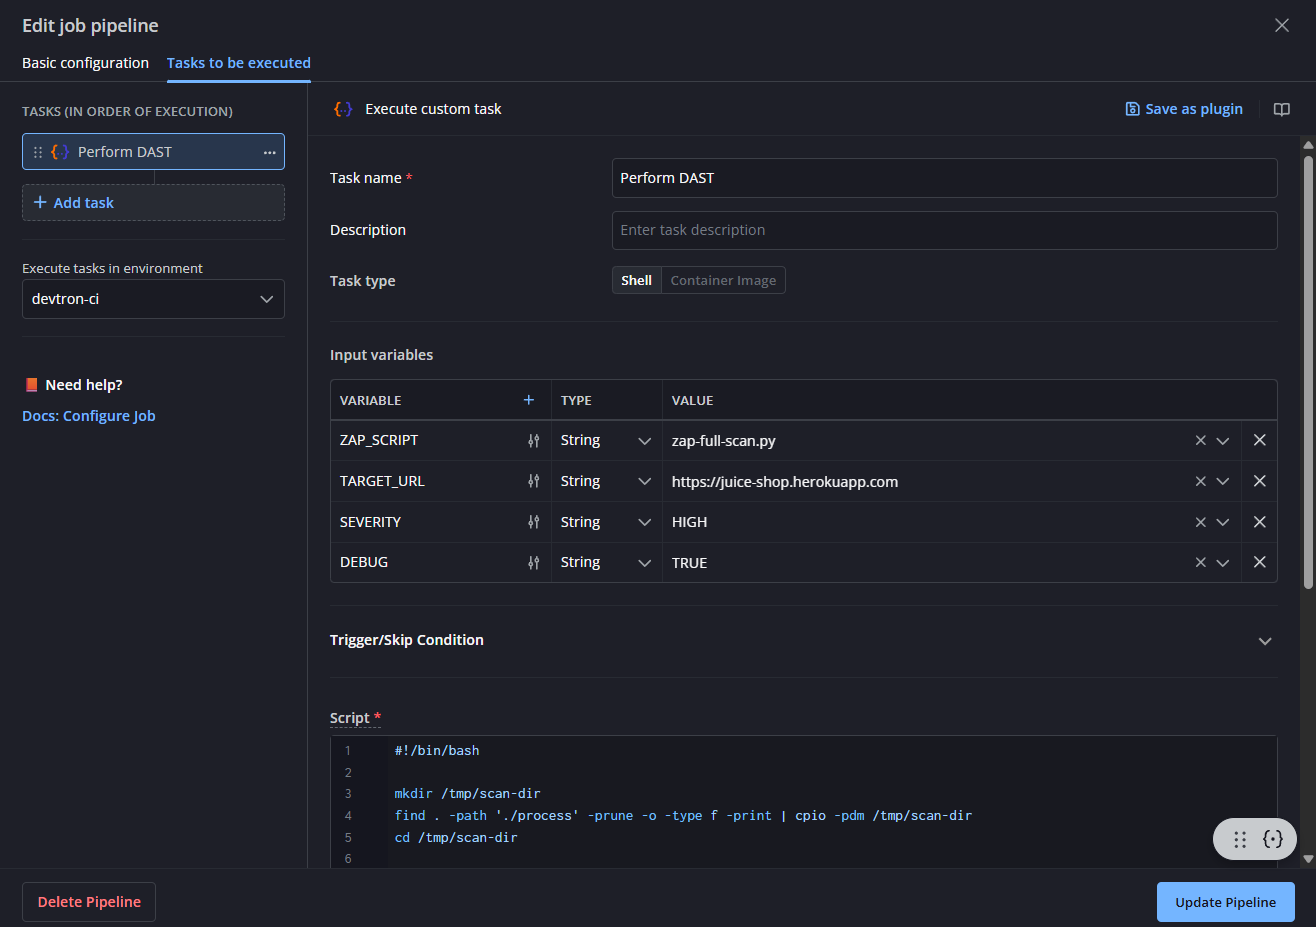 Edit job pipeline
Basic configuration Tasks to be executed
TASKS (IN ORDER OF EXECUTION)
Perform DAST
+ Add task
Execute tasks in environment
devtron-ci
Need help?
Docs: Configure Job
Execute custom task
Save as plugin
Task name * Perform DAST
Description Enter task description
Task type Shell Container Image
Input variables
VARIABLE + TYPE VALUE
ZAP_SCRIPT String zap-full-scan.py
TARGET_URL String https://juice-shop.herokuapp.com
SEVERITY String HIGH
DEBUG String TRUE
Trigger/Skip Condition
Script *
1 #!/bin/bash
2
3 mkdir /tmp/scan-dir
4 find . -path './process' -prune -o -type f -print | cpio -pdm /tmp/scan-dir
5 cd /tmp/scan-dir
6
Delete Pipeline
Update Pipeline